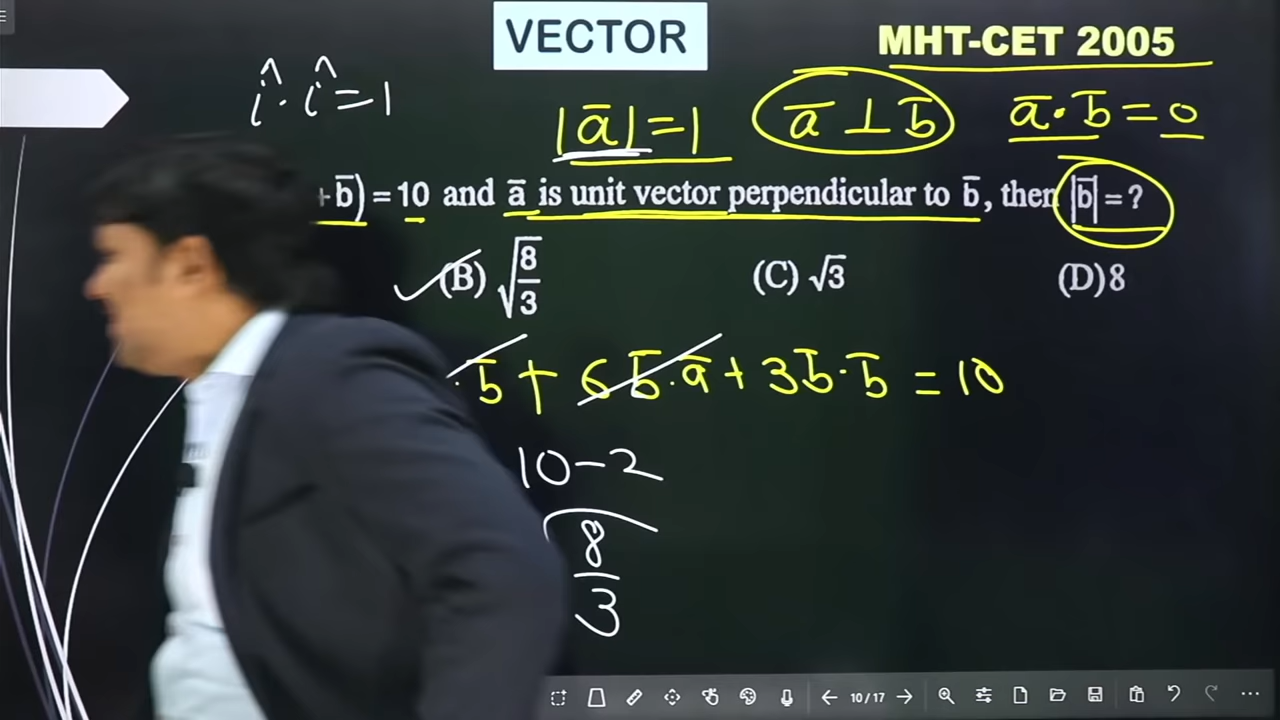 VECTOR
MHT-CET 2005
î·î=1
|a̅|=1 a̅⊥b̅ a̅·b̅=0
+b̅)=10 and a̅ is unit vector perpendicular to b̅, then |b̅|=?
(B) √(8/3) (C) √3 (D) 8
·b̅+6b̅·a̅+3b̅·b̅=10
10-2
8
3
10/17